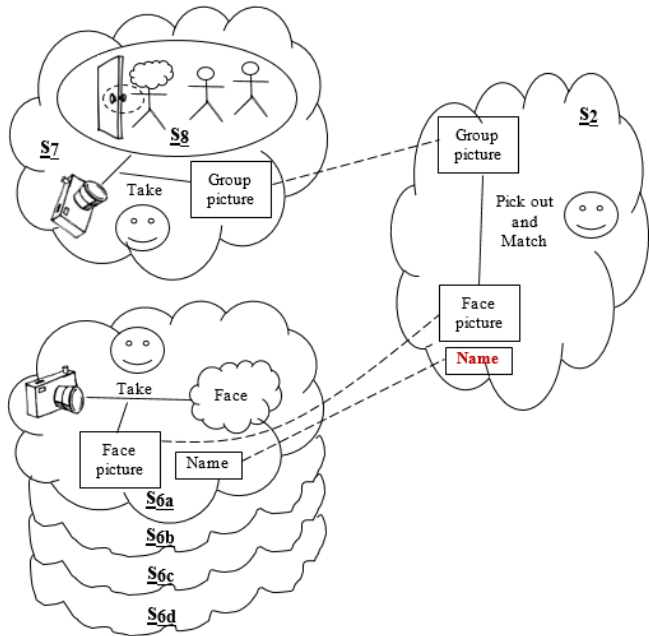 S8
S7
Take
Group
picture
S2
Group
picture
Pick out
and
Match
Face
picture
Name
Take
Face
Face
picture
Name
S6a
S6b
S6c
S6d